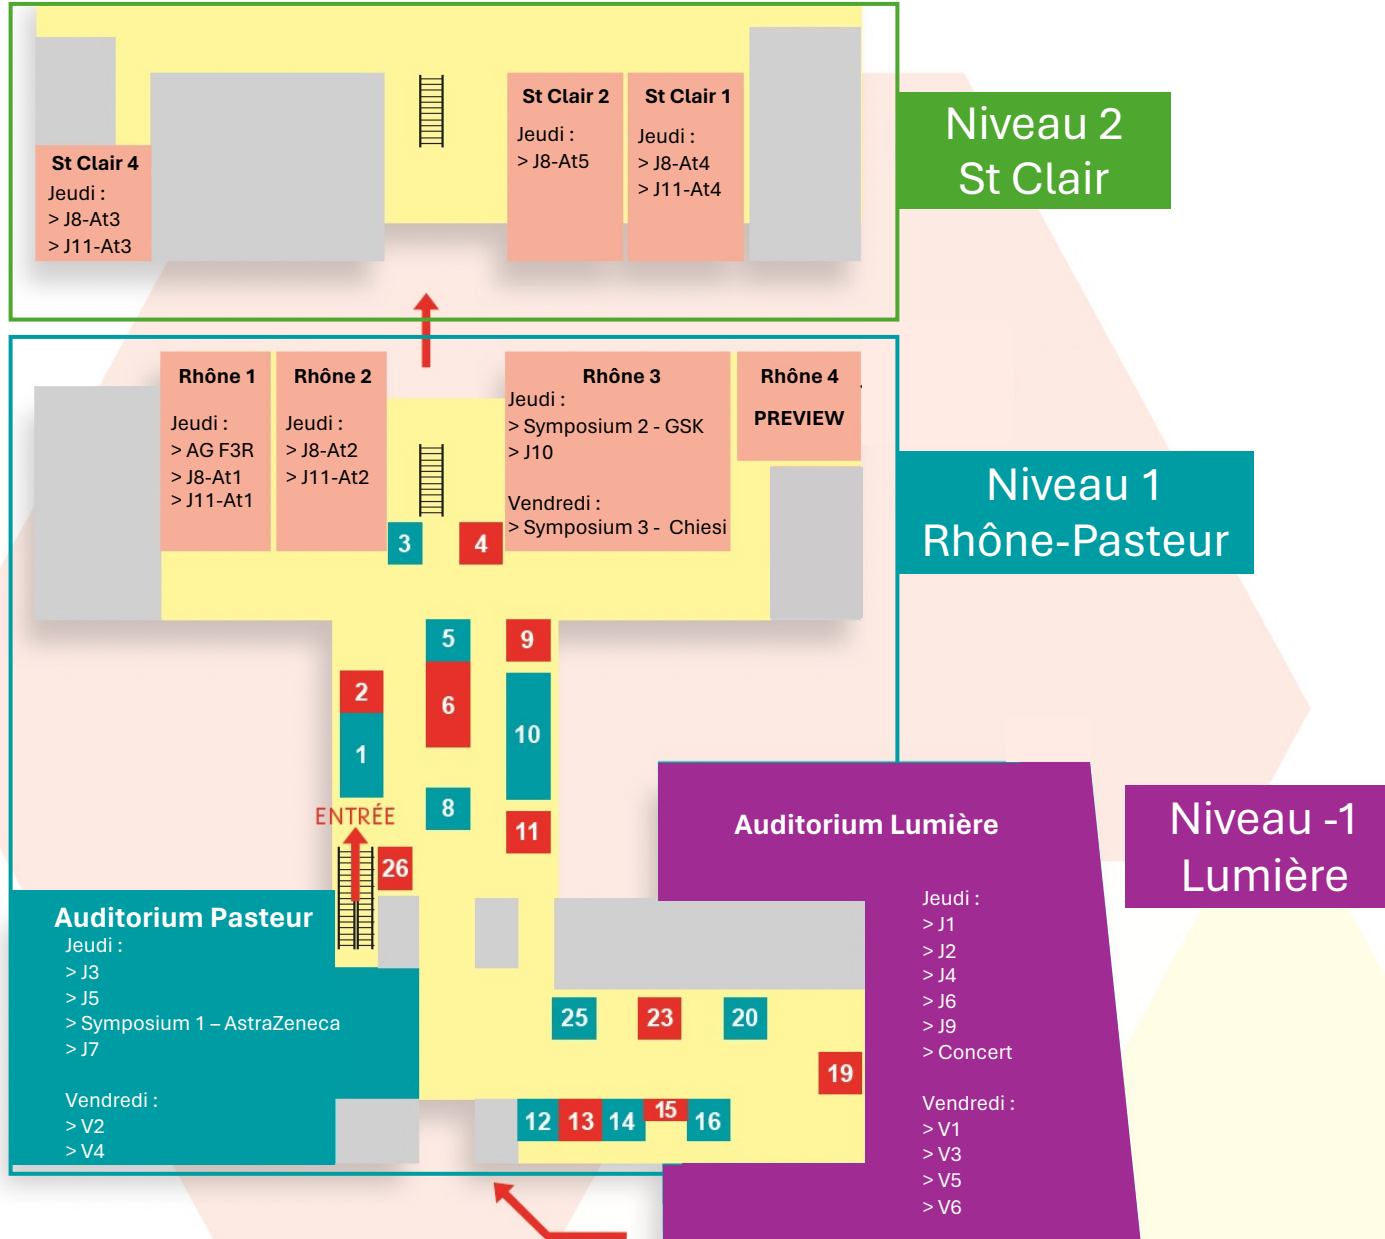 Niveau 2
St Clair
St Clair 4
Jeudi :
> J8-At3
> J11-At3
St Clair 2
Jeudi :
> J8-At5
St Clair 1
Jeudi :
> J8-At4
> J11-At4
Niveau 1
Rhône-Pasteur
Rhône 1
Jeudi :
> AG F3R
> J8-At1
> J11-At1
Rhône 2
Jeudi :
> J8-At2
> J11-At2
Rhône 3
Jeudi :
> Symposium 2 - GSK
> J10
Vendredi :
> Symposium 3 - Chiesi
Rhône 4
PREVIEW
3
4
5
9
2
6
10
1
8
11
ENTRÉE
26
Auditorium Pasteur
Jeudi :
> J3
> J5
> Symposium 1 – AstraZeneca
> J7
Vendredi :
> V2
> V4
25
23
20
19
12
13
14
15
16
Niveau -1
Lumière
Auditorium Lumière
Jeudi :
> J1
> J2
> J4
> J6
> J9
> Concert
Vendredi :
> V1
> V3
> V5
> V6